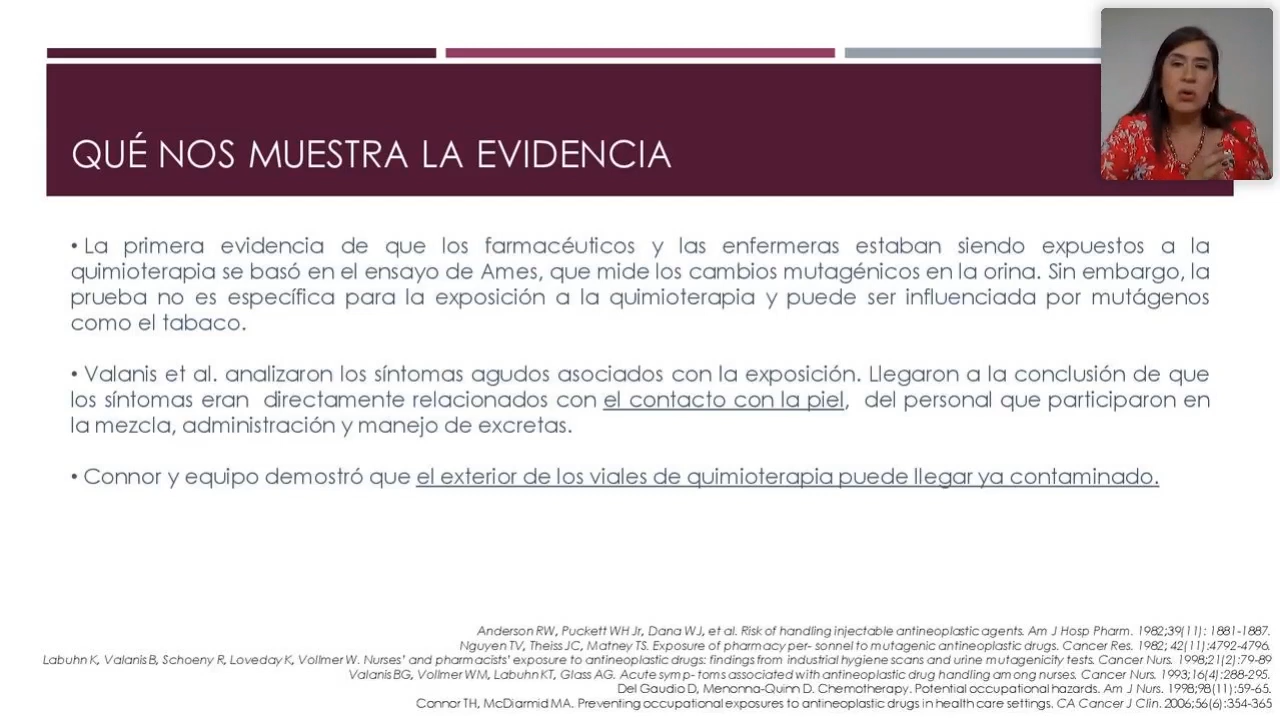 QUÉ NOS MUESTRA LA EVIDENCIA
• La primera evidencia de que los farmacéuticos y las enfermeras estaban siendo expuestos a la
quimioterapia se basó en el ensayo de Ames, que mide los cambios mutagénicos en la orina. Sin embargo, la
prueba no es específica para la exposición a la quimioterapia y puede ser influenciada por mutágenos
como el tabaco.
• Valanis et al. analizaron los síntomas agudos asociados con la exposición. Llegaron a la conclusión de que
los síntomas eran directamente relacionados con el contacto con la piel, del personal que participaron en
la mezcla, administración y manejo de excretas.
• Connor y equipo demostró que el exterior de los viales de quimioterapia puede llegar ya contaminado.
Anderson RW, Puckett WH Jr, Dana WJ, et al. Risk of handling injectable antineoplastic agents. Am J Hosp Pharm. 1982;39(11): 1881-1887.
Nguyen TV, Theiss JC, Matney TS. Exposure of pharmacy per- sonnel to mutagenic antineoplastic drugs. Cancer Res. 1982; 42(11):4792-4796.
Labuhn K, Valanis B, Schoeny R, Loveday K, Vollmer W. Nurses' and pharmacists' exposure to antineoplastic drugs: findings from industrial hygiene scans and urine mutagenicity tests. Cancer Nurs. 1998;21(2):79-89
Valanis BG, Vollmer WM, Labuhn KT, Glass AG. Acute symp- toms associated with antineoplastic drug handling among nurses. Cancer Nurs. 1993;16(4):288-295.
Del Gaudio D, Menonna-Quinn D. Chemotherapy. Potential occupational hazards. Am J Nurs. 1998;98(11):59-65.
Connor TH, McDiarmid MA. Preventing occupational exposures to antineoplastic drugs in health care settings. CA Cancer J Clin. 2006;56(6):354-365